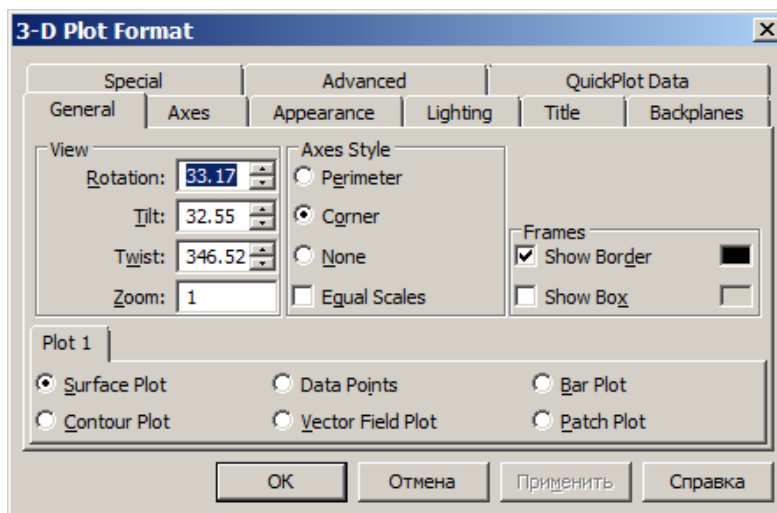 3-D Plot Format
Special Advanced QuickPlot Data
General Axes Appearance Lighting Title Backplanes
View Axes Style
Rotation: 33.17 Perimeter
Tilt: 32.55 Corner
Frames
Twist: 346.52 None Show Border
Zoom: 1 Equal Scales Show Box
Plot 1
Surface Plot Data Points Bar Plot
Contour Plot Vector Field Plot Patch Plot
OK Отмена Применить Справка